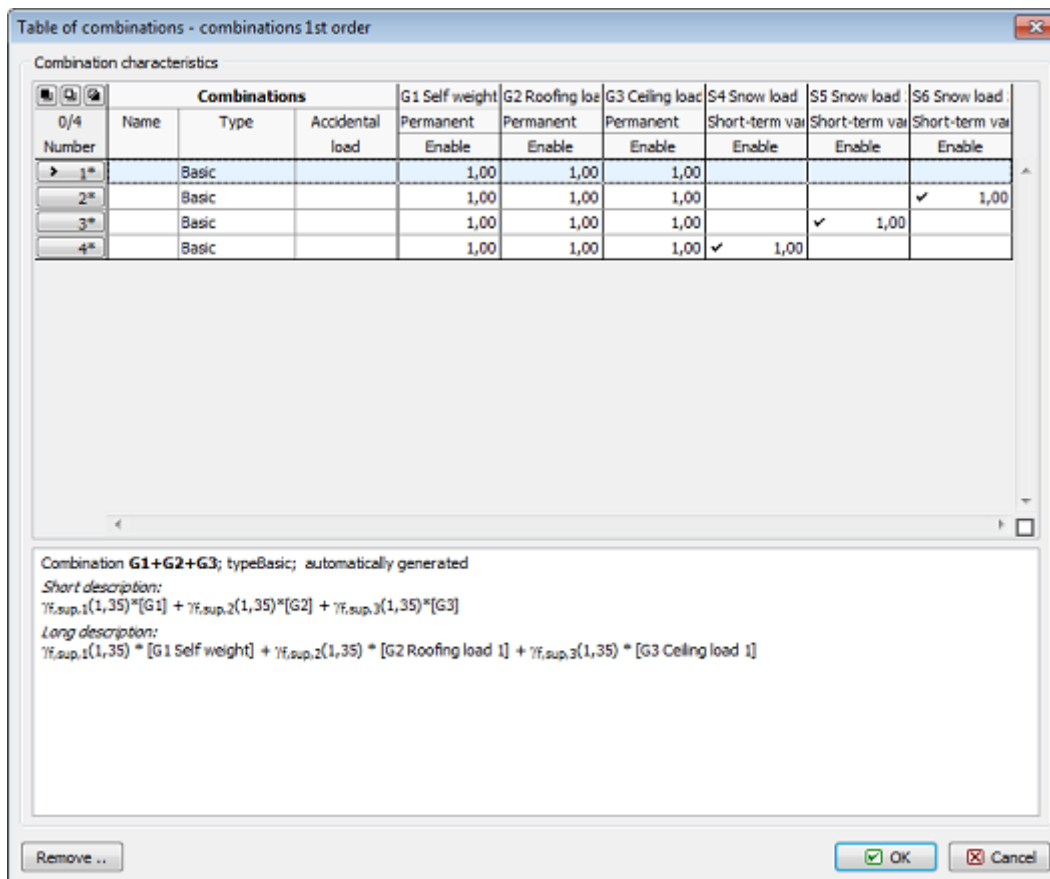 Table of combinations - combinations 1st order
Combination characteristics
Combinations G1 Self weight G2 Roofing loa G3 Ceiling load S4 Snow load S5 Snow load S6 Snow load
0/4 Name Type Accidental Permanent Permanent Permanent Short-term var Short-term var Short-term var
Number load Enable Enable Enable Enable Enable Enable
1* Basic 1,00 1,00 1,00
2* Basic 1,00 1,00 1,00 ✔ 1,00
3* Basic 1,00 1,00 1,00 ✔ 1,00
4* Basic 1,00 1,00 1,00 ✔ 1,00
Combination G1+G2+G3; typeBasic; automatically generated
Short description:
γf,sup,1(1,35)*[G1] + γf,sup,2(1,35)*[G2] + γf,sup,3(1,35)*[G3]
Long description:
γf,sup,1(1,35) * [G1 Self weight] + γf,sup,2(1,35) * [G2 Roofing load 1] + γf,sup,3(1,35) * [G3 Ceiling load 1]
Remove .. OK Cancel